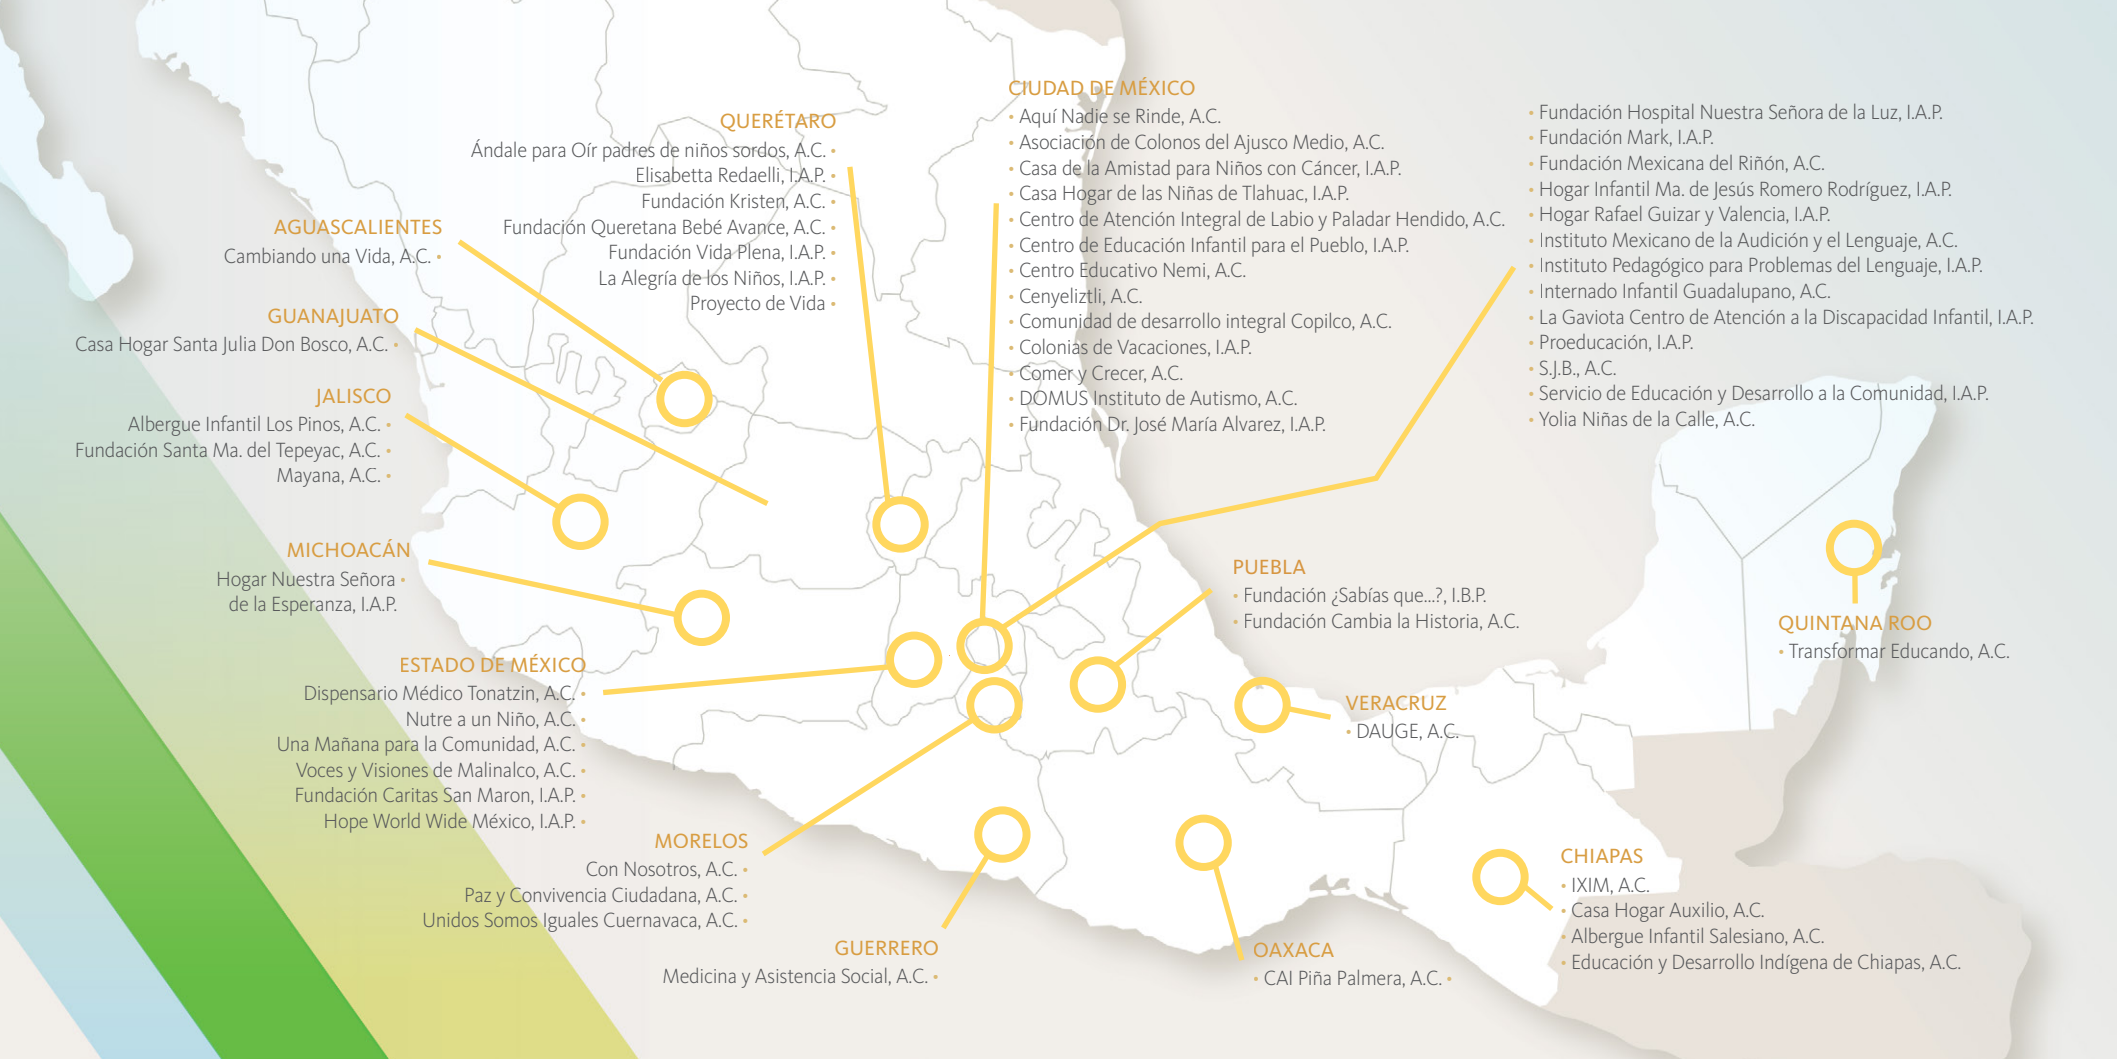 CIUDAD DE MÉXICO
• Aquí Nadie se Rinde, A.C.
• Asociación de Colonos del Ajusco Medio, A.C.
• Casa de la Amistad para Niños con Cáncer, I.A.P.
• Casa Hogar de las Niñas de Tlahuac, I.A.P.
• Centro de Atención Integral de Labio y Paladar Hendido, A.C.
• Centro de Educación Infantil para el Pueblo, I.A.P.
• Centro Educativo Nemi, A.C.
• Cenyeliztli, A.C.
• Comunidad de desarrollo integral Copilco, A.C.
• Colonias de Vacaciones, I.A.P.
• Comer y Crecer, A.C.
• DOMUS Instituto de Autismo, A.C.
• Fundación Dr. José María Alvarez, I.A.P.
• Fundación Hospital Nuestra Señora de la Luz, I.A.P.
• Fundación Mark, I.A.P.
• Fundación Mexicana del Riñón, A.C.
• Hogar Infantil Ma. de Jesús Romero Rodríguez, I.A.P.
• Hogar Rafael Guizar y Valencia, I.A.P.
• Instituto Mexicano de la Audición y el Lenguaje, A.C.
• Instituto Pedagógico para Problemas del Lenguaje, I.A.P.
• Internado Infantil Guadalupano, A.C.
• La Gaviota Centro de Atención a la Discapacidad Infantil, I.A.P.
• Proeducación, I.A.P.
• S.J.B., A.C.
• Servicio de Educación y Desarrollo a la Comunidad, I.A.P.
• Yolia Niñas de la Calle, A.C.
QUERÉTARO
Ándale para Oír padres de niños sordos, A.C. •
Elisabetta Redaelli, I.A.P. •
Fundación Kristen, A.C. •
Fundación Queretana Bebé Avance, A.C. •
Fundación Vida Plena, I.A.P. •
La Alegría de los Niños, I.A.P. •
Proyecto de Vida •
AGUASCALIENTES
Cambiando una Vida, A.C. •
GUANAJUATO
Casa Hogar Santa Julia Don Bosco, A.C. •
JALISCO
Albergue Infantil Los Pinos, A.C. •
Fundación Santa Ma. del Tepeyac, A.C. •
Mayana, A.C. •
MICHOACÁN
Hogar Nuestra Señora •
de la Esperanza, I.A.P.
ESTADO DE MÉXICO
Dispensario Médico Tonatzin, A.C. •
Nutre a un Niño, A.C. •
Una Mañana para la Comunidad, A.C. •
Voces y Visiones de Malinalco, A.C. •
Fundación Caritas San Maron, I.A.P. •
Hope World Wide México, I.A.P. •
MORELOS
Con Nosotros, A.C. •
Paz y Convivencia Ciudadana, A.C. •
Unidos Somos Iguales Cuernavaca, A.C. •
GUERRERO
Medicina y Asistencia Social, A.C. •
PUEBLA
• Fundación ¿Sabías que...?, I.B.P.
• Fundación Cambia la Historia, A.C.
VERACRUZ
• DAUGE, A.C.
QUINTANA ROO
• Transformar Educando, A.C.
OAXACA
• CAI Piña Palmera, A.C. •
CHIAPAS
• IXIM, A.C.
• Casa Hogar Auxilio, A.C.
• Albergue Infantil Salesiano, A.C.
• Educación y Desarrollo Indígena de Chiapas, A.C.